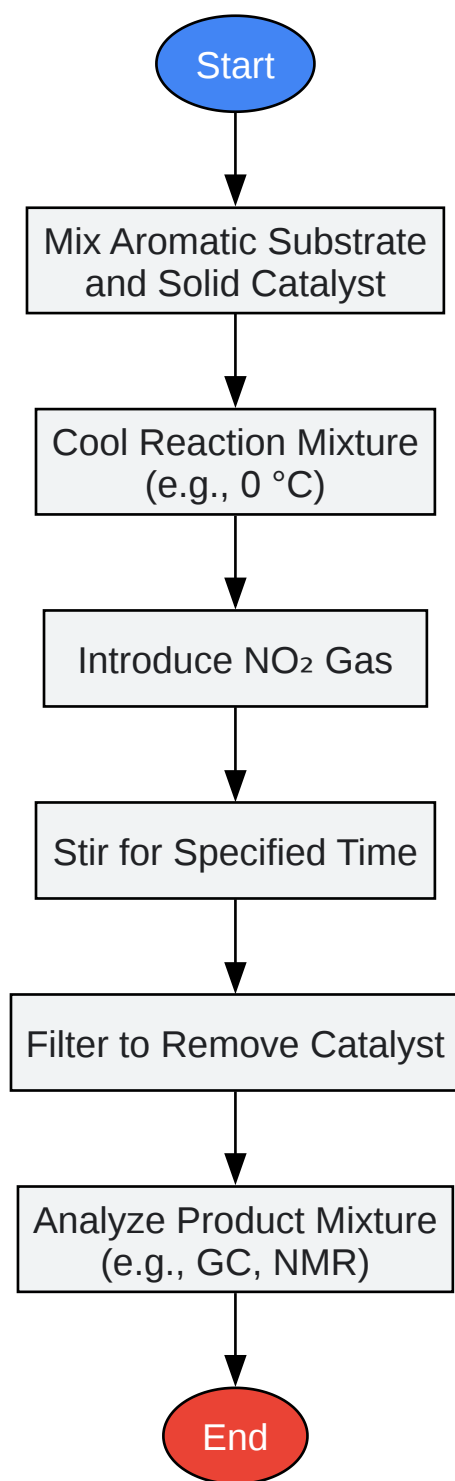 Start
Mix Aromatic Substrate
and Solid Catalyst
Cool Reaction Mixture
(e.g., 0 °C)
Introduce NO₂ Gas
Stir for Specified Time
Filter to Remove Catalyst
Analyze Product Mixture
(e.g., GC, NMR)
End